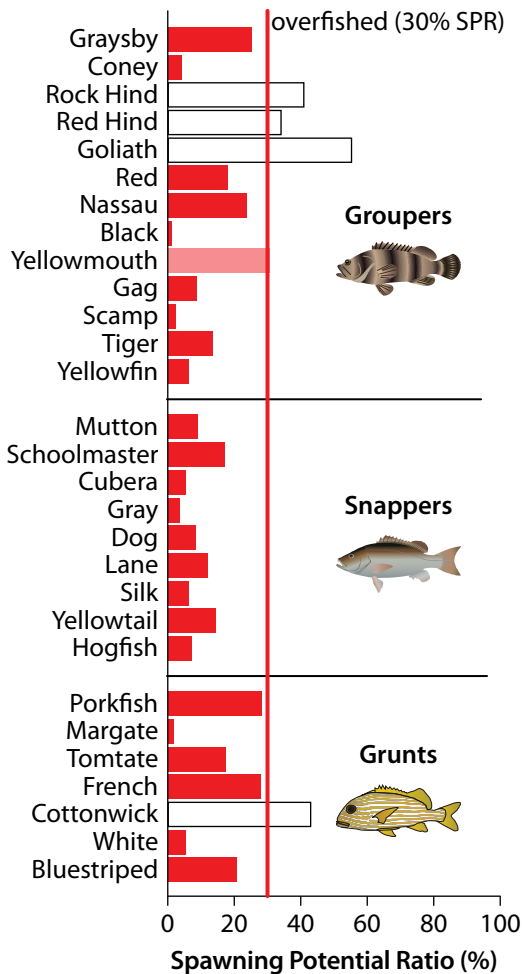 overfished (30% SPR)
Graysby
Coney
Rock Hind
Red Hind
Goliath
Red
Nassau
Black
Yellowmouth
Gag
Scamp
Tiger
Yellowfin
Groupers
Mutton
Schoolmaster
Cubera
Gray
Dog
Lane
Silk
Yellowtail
Hogfish
Snappers
Porkfish
Margate
Tomtate
French
Cottonwick
White
Bluestriped
Grunts
0 20 40 60 80 100
Spawning Potential Ratio (%)